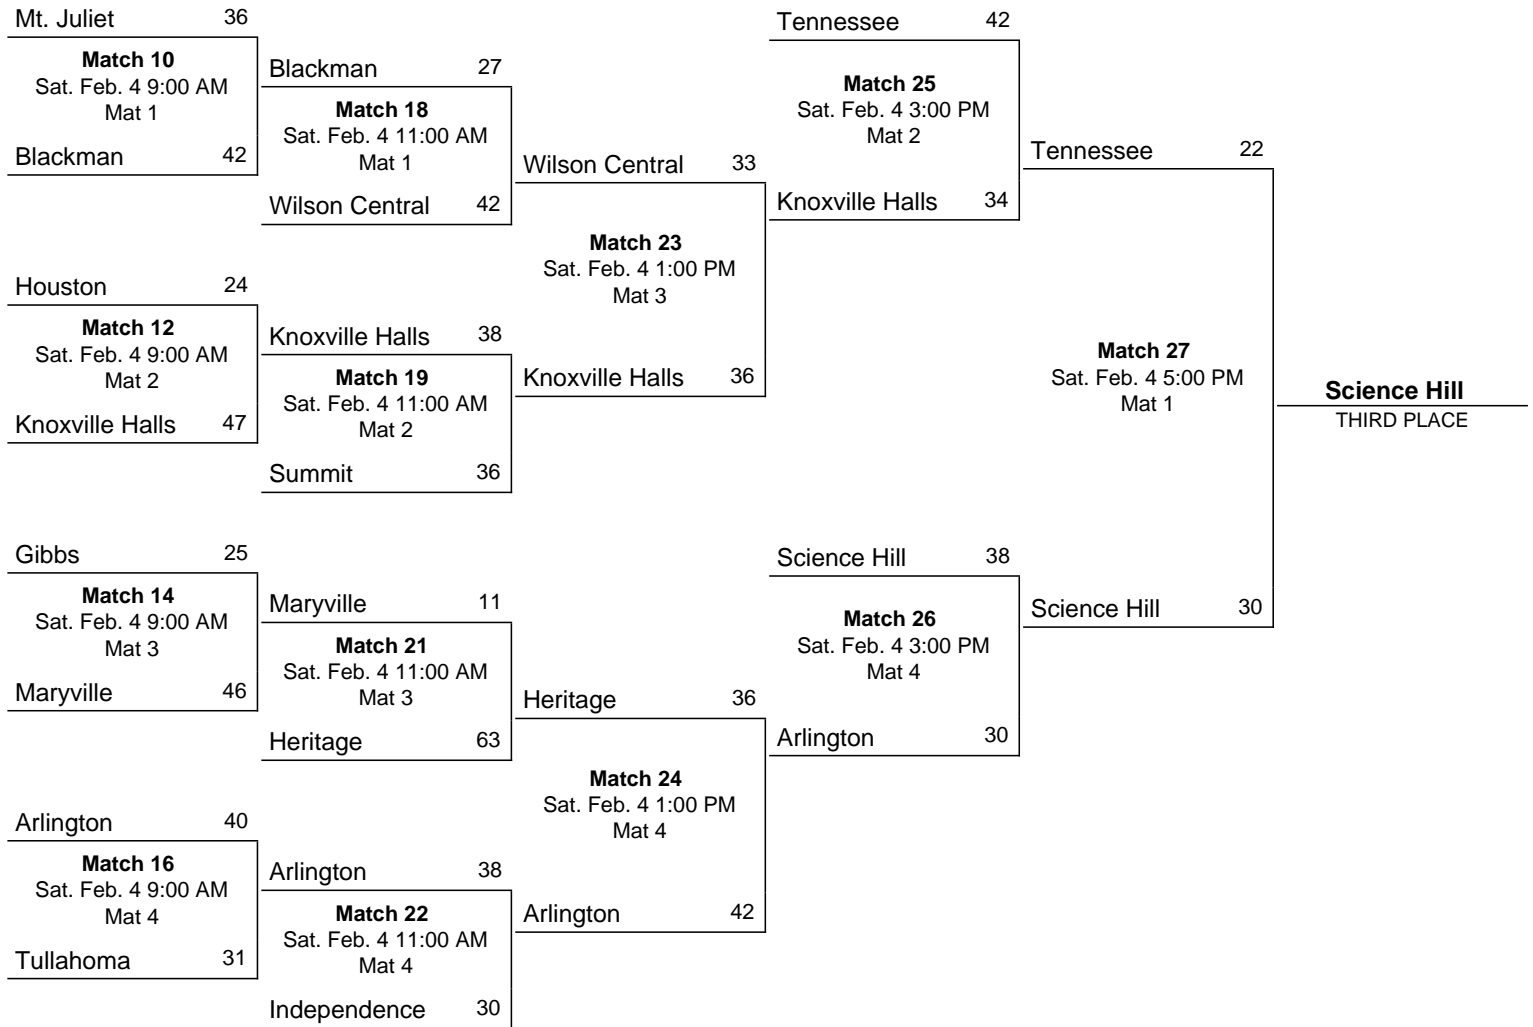 Mt. Juliet 36
Match 10
Sat. Feb. 4 9:00 AM
Mat 1
Blackman 42
Houston 24
Match 12
Sat. Feb. 4 9:00 AM
Mat 2
Knoxville Halls 47
Gibbs 25
Match 14
Sat. Feb. 4 9:00 AM
Mat 3
Maryville 46
Arlington 40
Match 16
Sat. Feb. 4 9:00 AM
Mat 4
Tullahoma 31
Blackman 27
Match 18
Sat. Feb. 4 11:00 AM
Mat 1
Wilson Central 42
Knoxville Halls 38
Match 19
Sat. Feb. 4 11:00 AM
Mat 2
Summit 36
Maryville 11
Match 21
Sat. Feb. 4 11:00 AM
Mat 3
Heritage 63
Arlington 38
Match 22
Sat. Feb. 4 11:00 AM
Mat 4
Independence 30
Wilson Central 33
Match 23
Sat. Feb. 4 1:00 PM
Mat 3
Knoxville Halls 36
Heritage 36
Match 24
Sat. Feb. 4 1:00 PM
Mat 4
Arlington 42
Tennessee 42
Match 25
Sat. Feb. 4 3:00 PM
Mat 2
Knoxville Halls 34
Science Hill 38
Match 26
Sat. Feb. 4 3:00 PM
Mat 4
Arlington 30
Tennessee 22
Match 27
Sat. Feb. 4 5:00 PM
Mat 1
Science Hill 30
Science Hill
THIRD PLACE